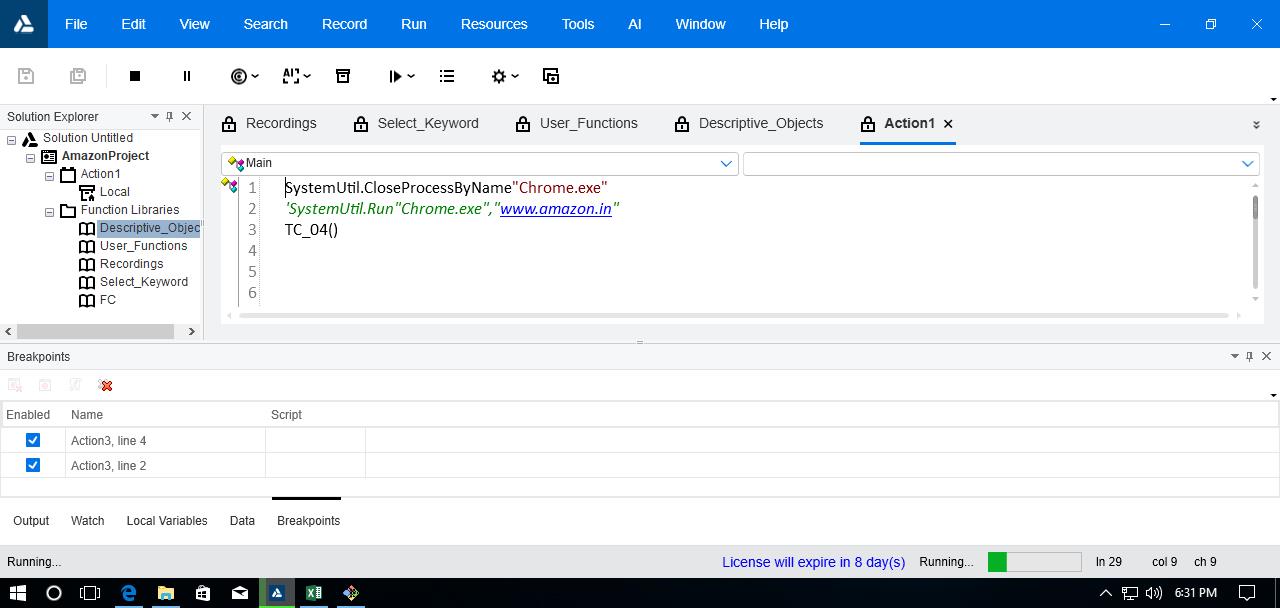 File Edit View Search Record Run Resources Tools AI Window Help
Solution Explorer
Solution Untitled
AmazonProject
Action1
Local
Function Libraries
Descriptive_Objec
User_Functions
Recordings
Select_Keyword
FC
Recordings Select_Keyword User_Functions Descriptive_Objects Action1
Main
1 SystemUtil.CloseProcessByName"Chrome.exe"
2 'SystemUtil.Run"Chrome.exe","www.amazon.in"
3 TC_04()
4
5
6
Breakpoints
Enabled Name Script
Action3, line 4
Action3, line 2
Output Watch Local Variables Data Breakpoints
Running... License will expire in 8 day(s) Running... ln 29 col 9 ch 9
6:31 PM